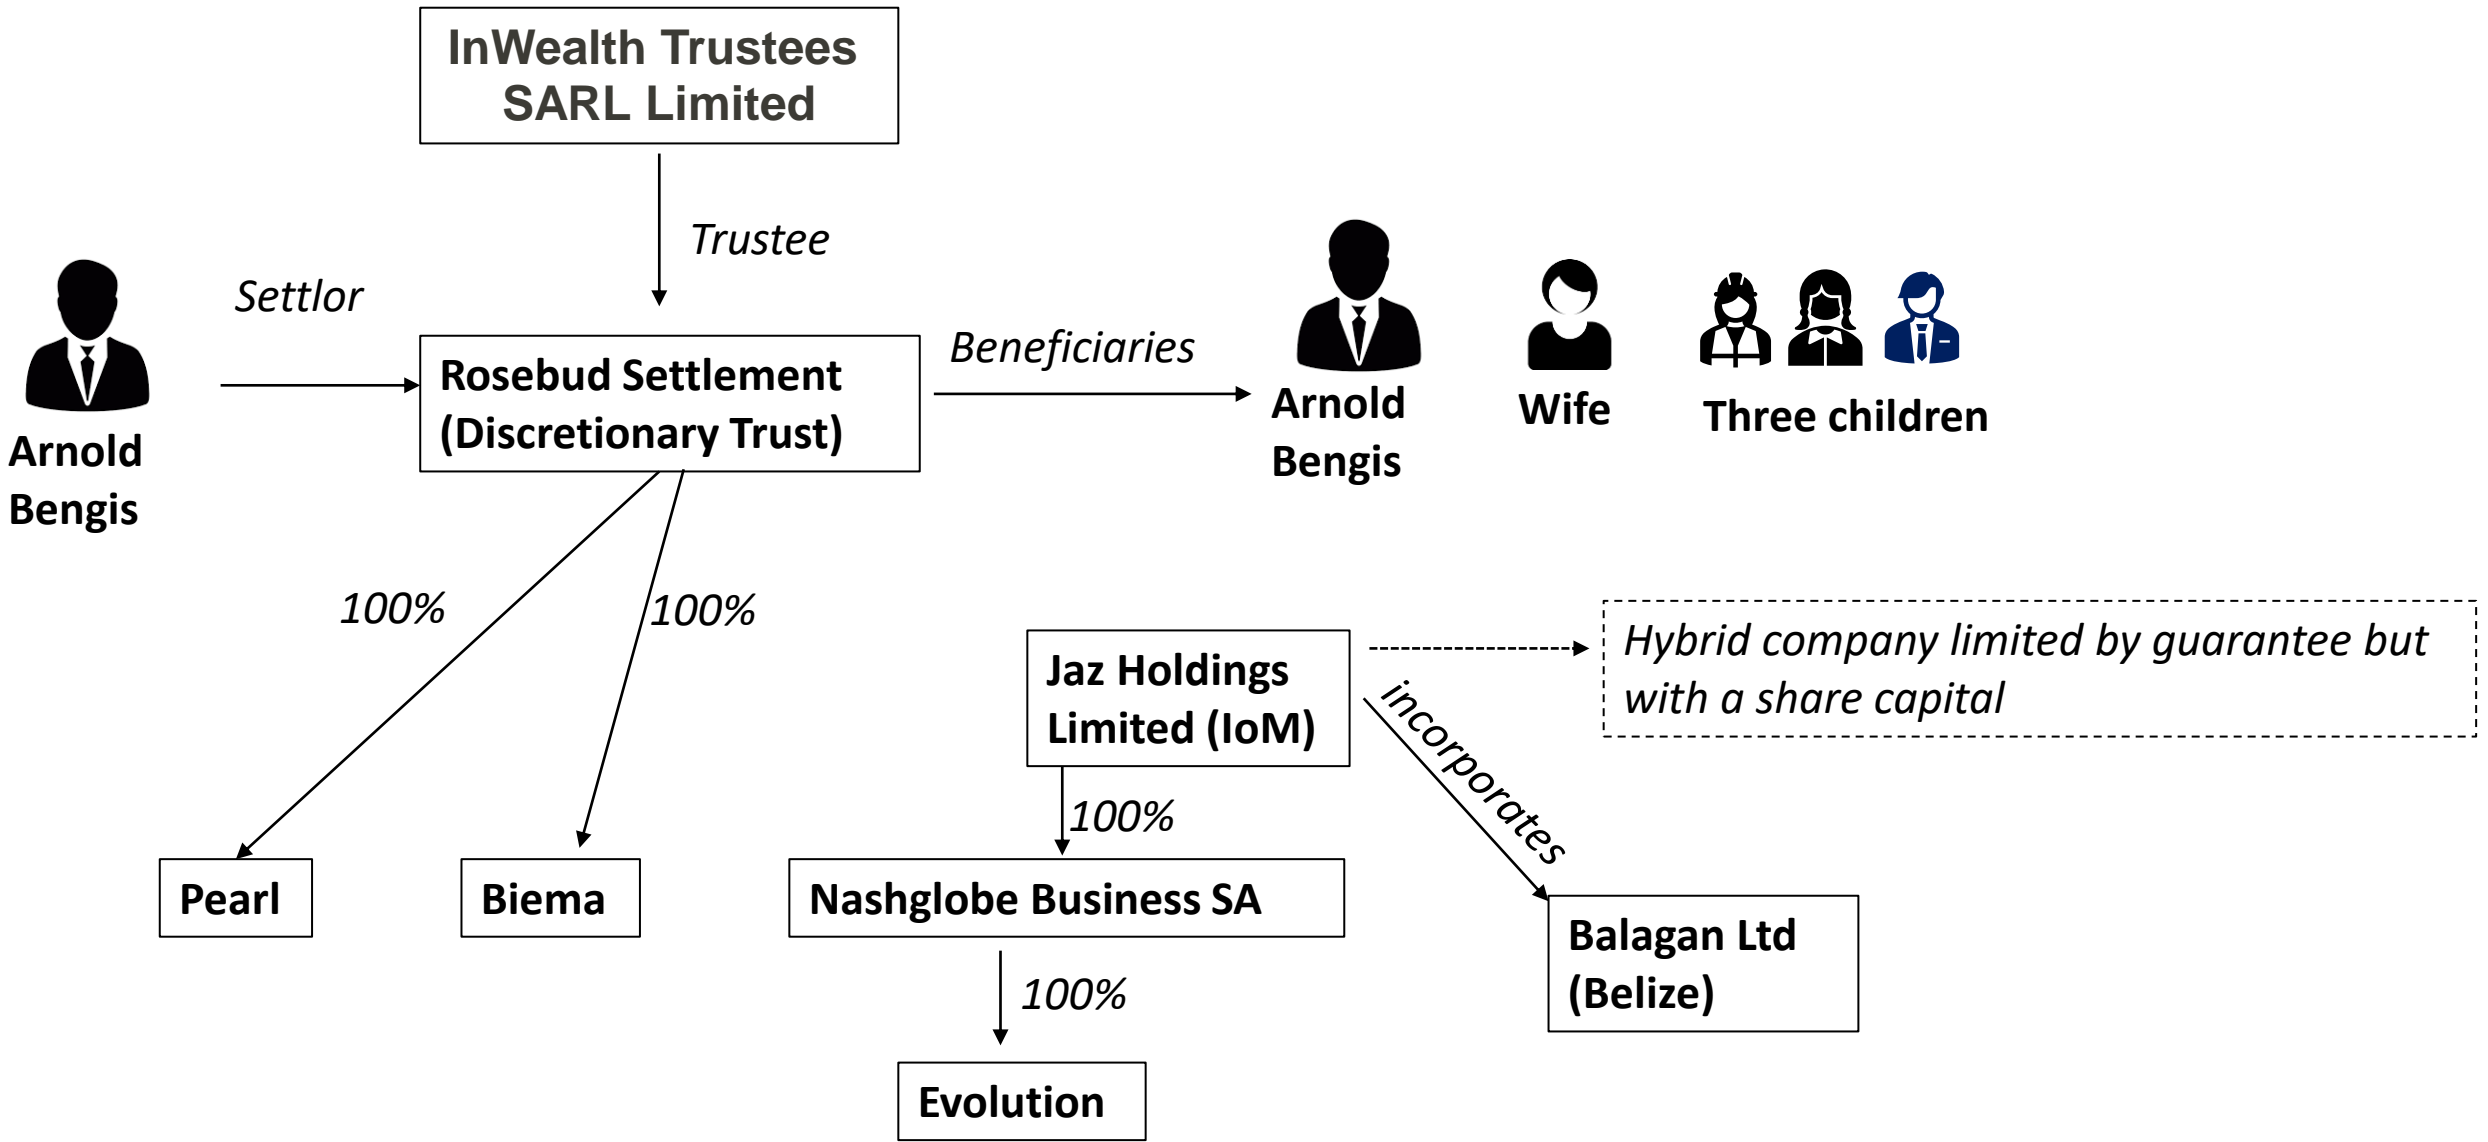 InWealth Trustees
SARL Limited
Trustee
Settlor
Arnold
Bengis
Rosebud Settlement
(Discretionary Trust)
Beneficiaries
Arnold
Bengis
Wife
Three children
100%
100%
Jaz Holdings
Limited (IoM)
Hybrid company limited by guarantee but
with a share capital
incorporates
100%
Pearl
Biema
Nashglobe Business SA
Balagan Ltd
(Belize)
100%
Evolution